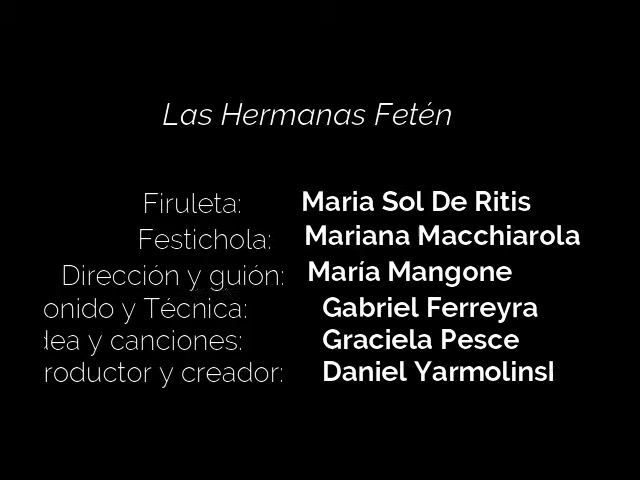 Las Hermanas Fetén
Firuleta: Maria Sol De Ritis
Festichola: Mariana Macchiarola
Dirección y guión: María Mangone
onido y Técnica: Gabriel Ferreyra
dea y canciones: Graciela Pesce
roductor y creador: Daniel Yarmolins